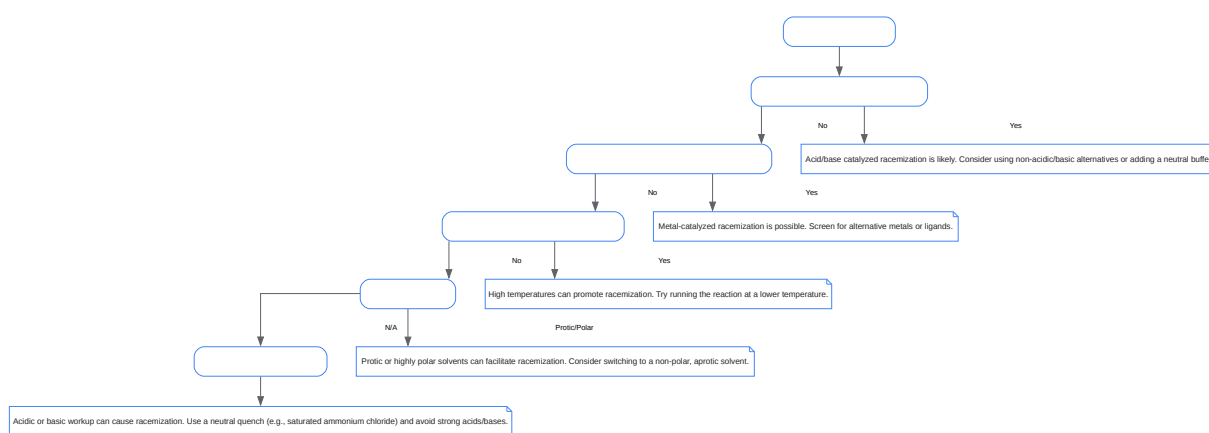 No
Yes
Acid/base catalyzed racemization is likely. Consider using non-acidic/basic alternatives or adding a neutral buffe
No
Yes
Metal-catalyzed racemization is possible. Screen for alternative metals or ligands.
No
Yes
High temperatures can promote racemization. Try running the reaction at a lower temperature.
N/A
Protic/Polar
Protic or highly polar solvents can facilitate racemization. Consider switching to a non-polar, aprotic solvent.
Acidic or basic workup can cause racemization. Use a neutral quench (e.g., saturated ammonium chloride) and avoid strong acids/bases.